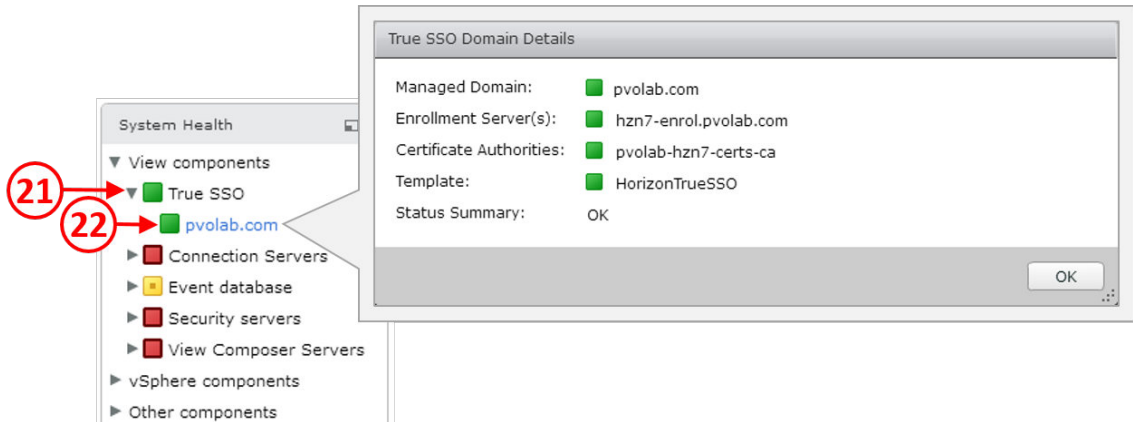 True SSO Domain Details
Managed Domain: pvolab.com
Enrollment Server(s): hzn7-enrol.pvolab.com
Certificate Authorities: pvolab-hzn7-certs-ca
Template: HorizonTrueSSO
Status Summary: OK
OK
System Health
View components
21 True SSO
22 pvolab.com
Connection Servers
Event database
Security servers
View Composer Servers
vSphere components
Other components